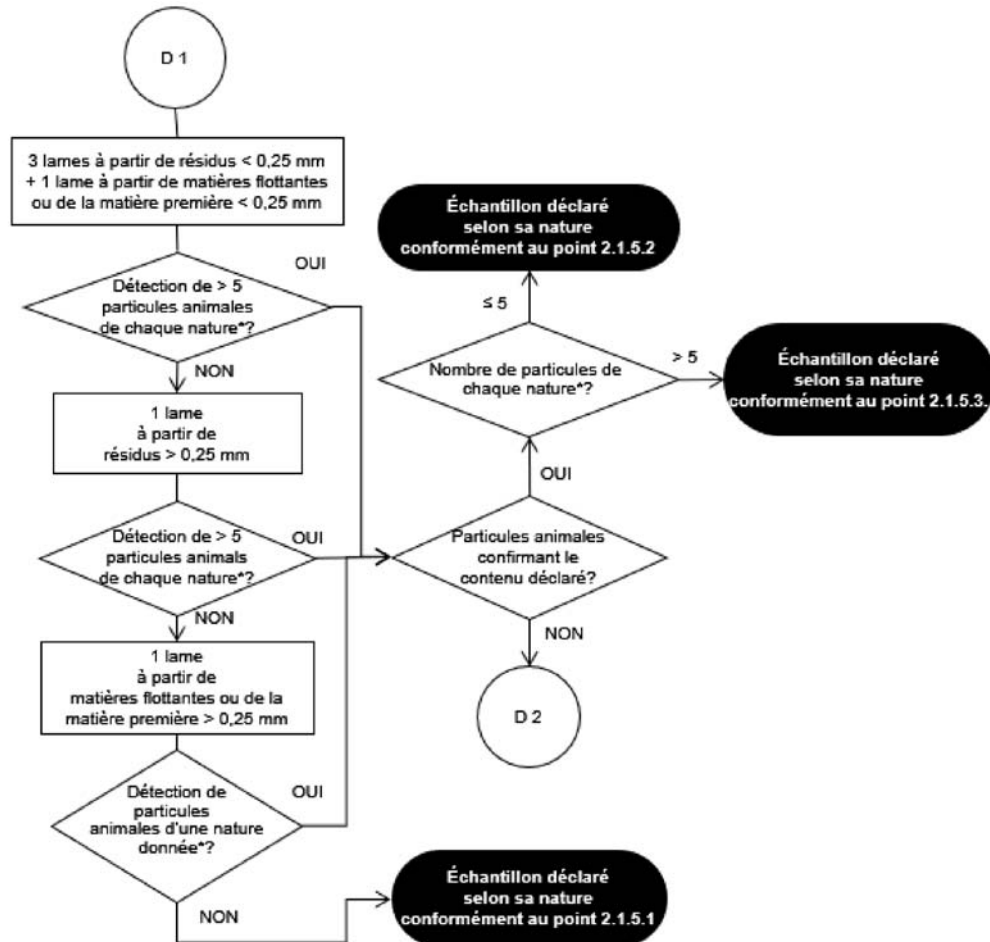 D 1
3 lames à partir de résidus < 0,25 mm
+ 1 lame à partir de matières flottantes
ou de la matière première < 0,25 mm
OUI
Détection de > 5
particules animales
de chaque nature*?
NON
1 lame
à partir de
résidus > 0,25 mm
Détection de > 5
particules animals
de chaque nature*?
OUI
NON
1 lame
à partir de
matières flottantes ou de la
matière première > 0,25 mm
Détection de
particules
animales d'une nature
donnée*?
OUI
NON
Échantillon déclaré
selon sa nature
conformément au point 2.1.5.2
≤ 5
Nombre de particules de
chaque nature*?
> 5
Échantillon déclaré
selon sa nature
conformément au point 2.1.5.3.
OUI
Particules animales
confirmant le
contenu déclaré?
NON
D 2
Échantillon déclaré
selon sa nature
conformément au point 2.1.5.1